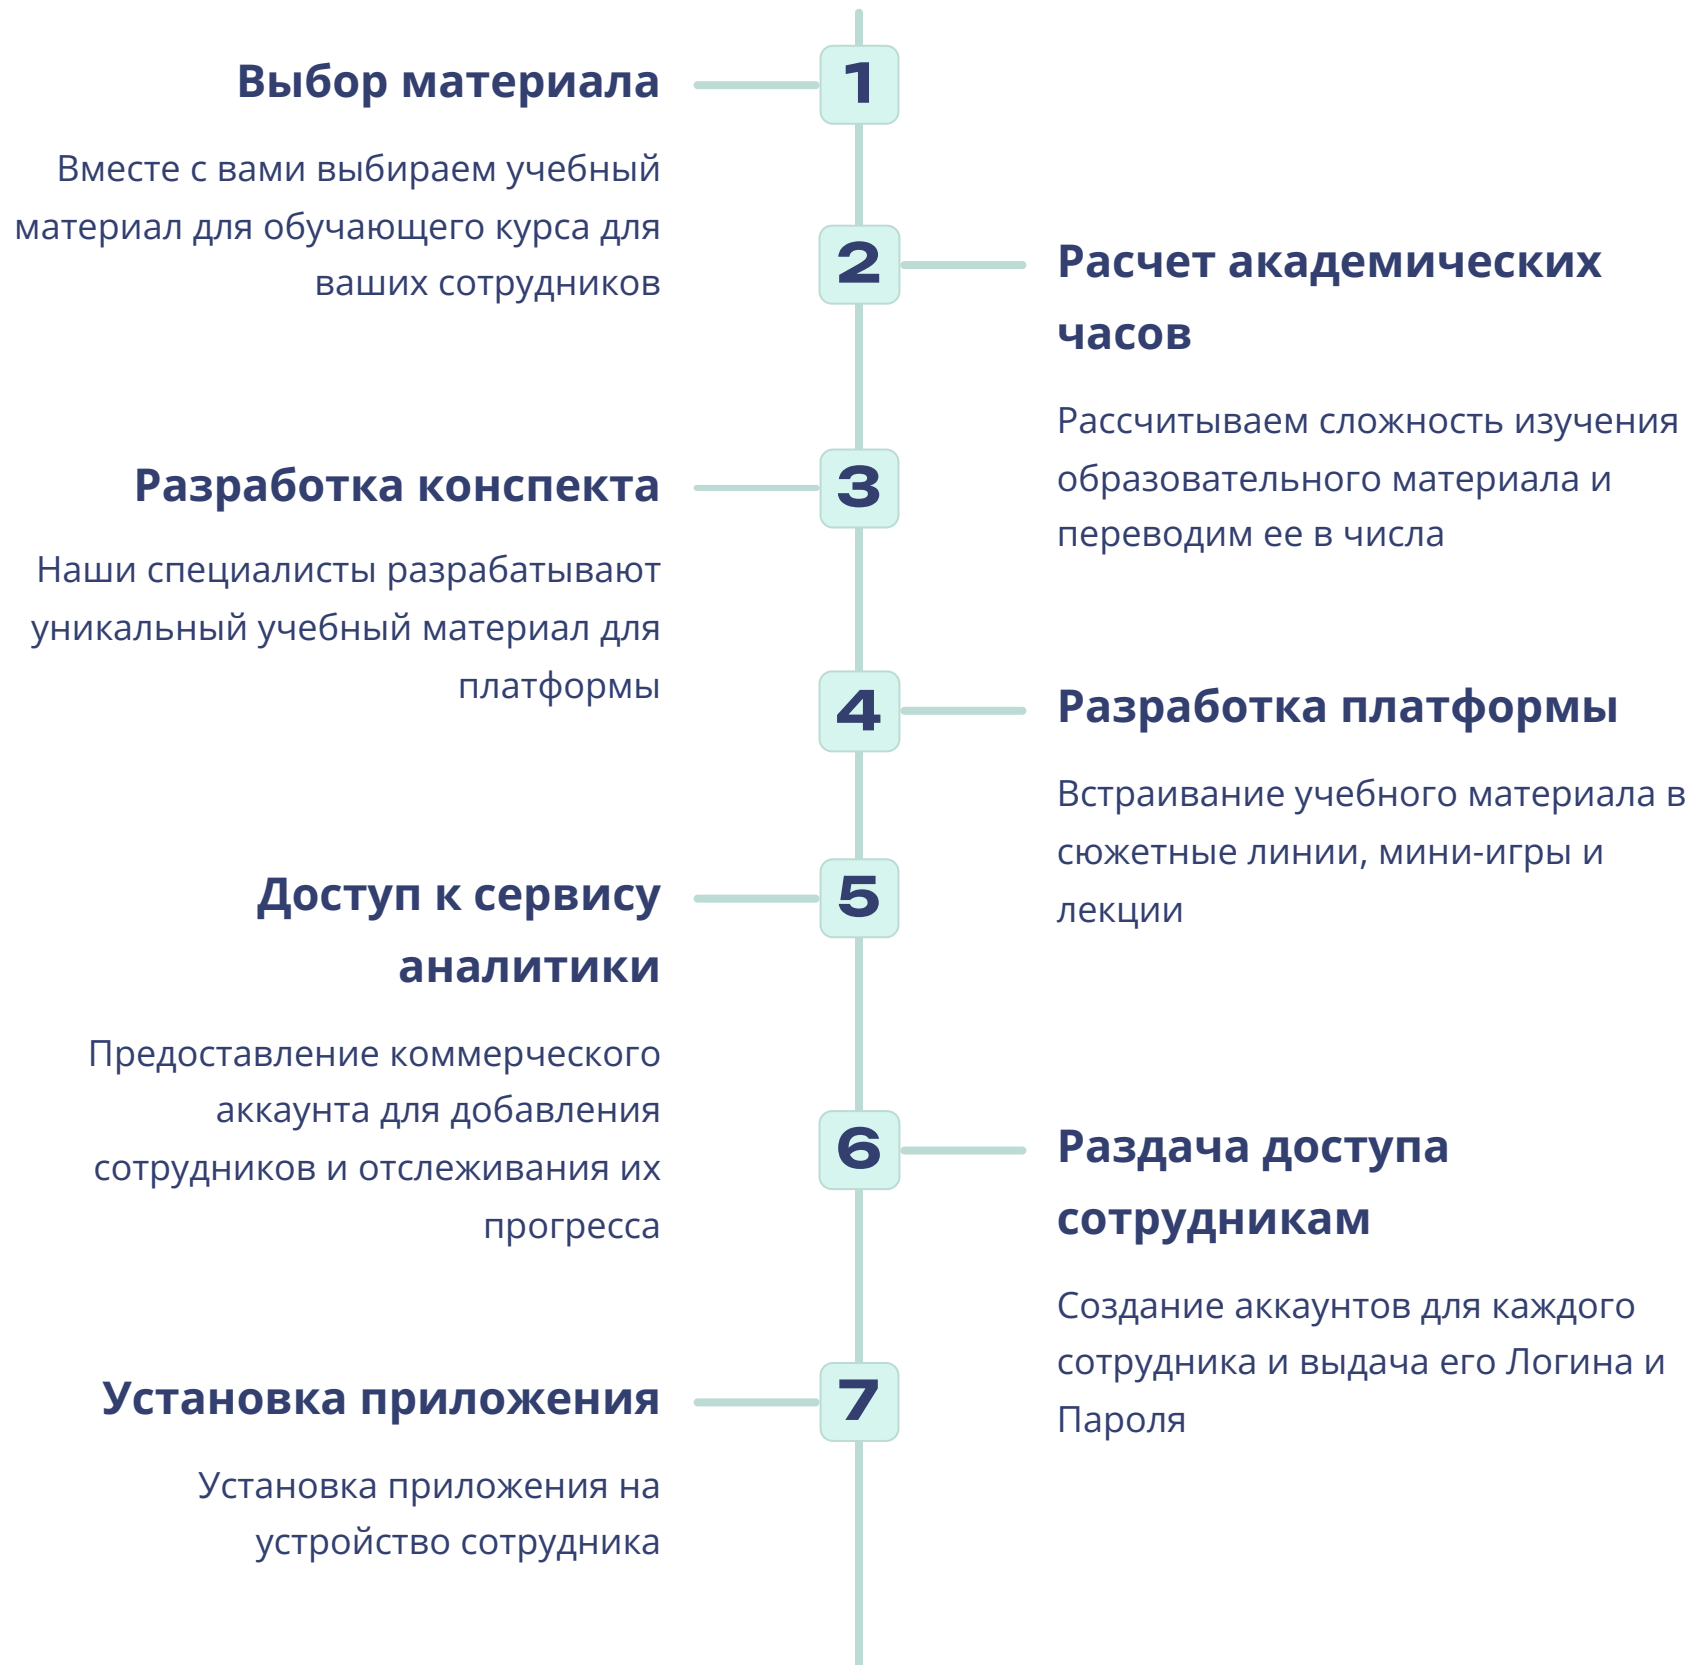 1
Выбор материала
Вместе с вами выбираем учебный
материал для обучающего курса для
ваших сотрудников
2
Расчет академических
часов
Рассчитываем сложность изучения
образовательного материала и
переводим ее в числа
3
Разработка конспекта
Наши специалисты разрабатывают
уникальный учебный материал для
платформы
4
Разработка платформы
Встраивание учебного материала в
сюжетные линии, мини-игры и
лекции
5
Доступ к сервису
аналитики
Предоставление коммерческого
аккаунта для добавления
сотрудников и отслеживания их
прогресса
6
Раздача доступа
сотрудникам
Создание аккаунтов для каждого
сотрудника и выдача его Логина и
Пароля
7
Установка приложения
Установка приложения на
устройство сотрудника